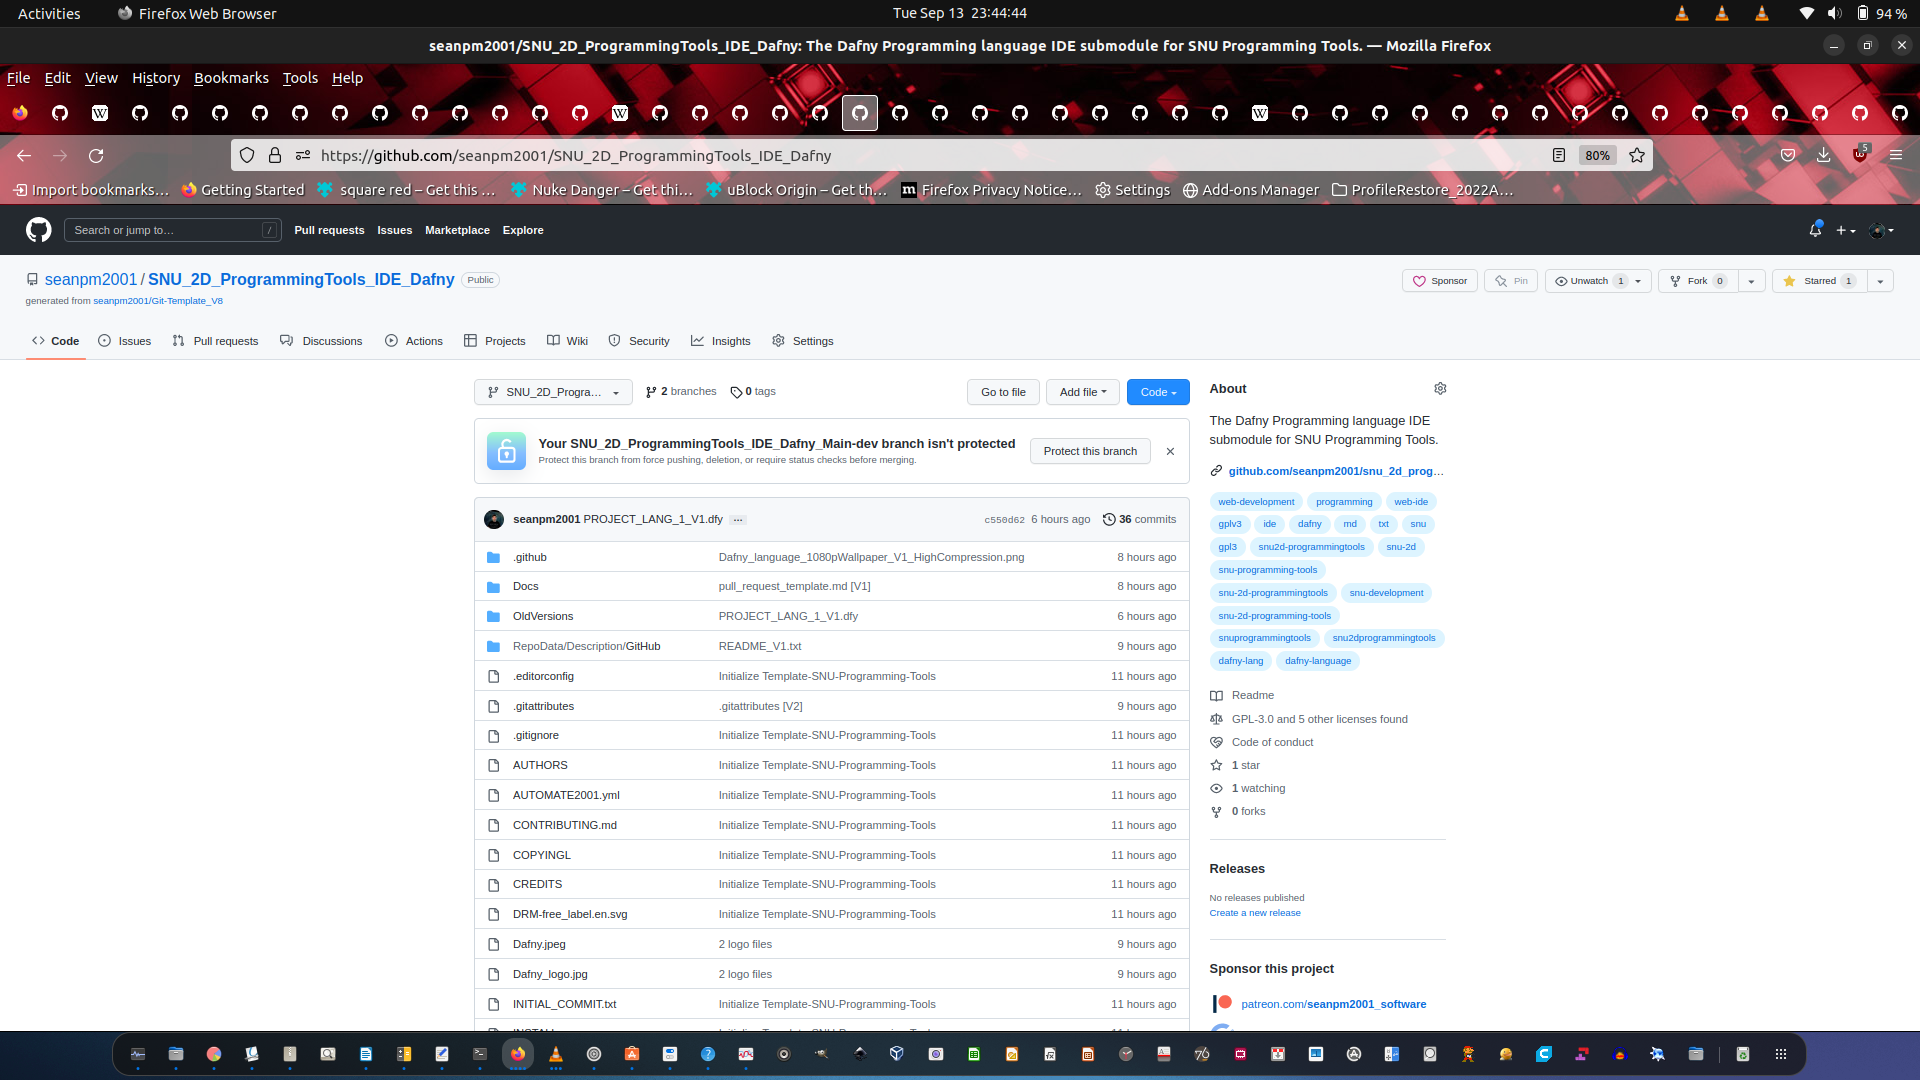 Activities
Firefox Web Browser
Tue Sep 13 23:44:44
94 %
seanpm2001/SNU_2D_ProgrammingTools_IDE_Dafny: The Dafny Programming language IDE submodule for SNU Programming Tools. — Mozilla Firefox
File Edit View History Bookmarks Tools Help
https://github.com/seanpm2001/SNU_2D_ProgrammingTools_IDE_Dafny
80%
5
Import bookmarks… Getting Started square red – Get this … Nuke Danger – Get thi… uBlock Origin – Get th… Firefox Privacy Notice… Settings Add-ons Manager ProfileRestore_2022A…
Search or jump to… /
Pull requests Issues Marketplace Explore
seanpm2001 / SNU_2D_ProgrammingTools_IDE_Dafny Public
generated from seanpm2001/Git-Template_V8
Sponsor Pin Unwatch 1 Fork 0 Starred 1
Code Issues Pull requests Discussions Actions Projects Wiki Security Insights Settings
SNU_2D_Progra… 2 branches 0 tags Go to file Add file Code
Your SNU_2D_ProgrammingTools_IDE_Dafny_Main-dev branch isn't protected
Protect this branch from force pushing, deletion, or require status checks before merging.
Protect this branch
seanpm2001 PROJECT_LANG_1_V1.dfy … c550d62 6 hours ago 36 commits
.github Dafny_language_1080pWallpaper_V1_HighCompression.png 8 hours ago
Docs pull_request_template.md [V1] 8 hours ago
OldVersions PROJECT_LANG_1_V1.dfy 6 hours ago
RepoData/Description/GitHub README_V1.txt 9 hours ago
.editorconfig Initialize Template-SNU-Programming-Tools 11 hours ago
.gitattributes .gitattributes [V2] 9 hours ago
.gitignore Initialize Template-SNU-Programming-Tools 11 hours ago
AUTHORS Initialize Template-SNU-Programming-Tools 11 hours ago
AUTOMATE2001.yml Initialize Template-SNU-Programming-Tools 11 hours ago
CONTRIBUTING.md Initialize Template-SNU-Programming-Tools 11 hours ago
COPYINGL Initialize Template-SNU-Programming-Tools 11 hours ago
CREDITS Initialize Template-SNU-Programming-Tools 11 hours ago
DRM-free_label.en.svg Initialize Template-SNU-Programming-Tools 11 hours ago
Dafny.jpeg 2 logo files 9 hours ago
Dafny_logo.jpg 2 logo files 9 hours ago
INITIAL_COMMIT.txt Initialize Template-SNU-Programming-Tools 11 hours ago
About
The Dafny Programming language IDE
submodule for SNU Programming Tools.
github.com/seanpm2001/snu_2d_prog…
web-development programming web-ide
gplv3 ide dafny md txt snu
gpl3 snu2d-programmingtools snu-2d
snu-programming-tools
snu-2d-programmingtools snu-development
snu-2d-programming-tools
snuprogrammingtools snu2dprogrammingtools
dafny-lang dafny-language
Readme
GPL-3.0 and 5 other licenses found
Code of conduct
1 star
1 watching
0 forks
Releases
No releases published
Create a new release
Sponsor this project
patreon.com/seanpm2001_software